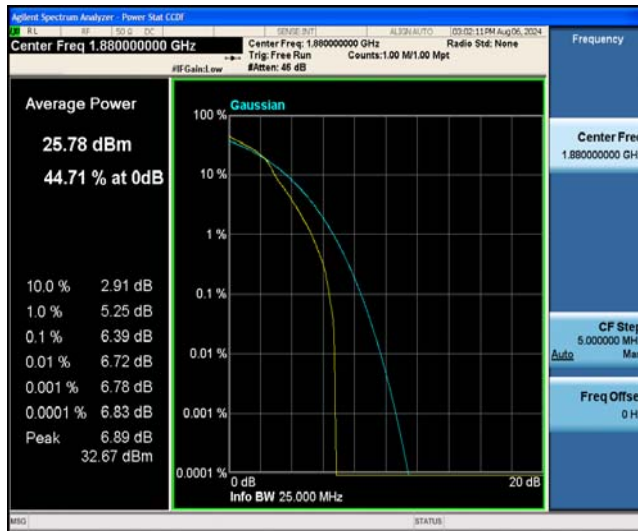 Agilent Spectrum Analyzer - Power Stat CCDF
RL RF 50 Ω DC SENSE:INT ALIGN AUTO 03:02:11 PM Aug 06, 2024
Center Freq 1.880000000 GHz
Center Freq: 1.880000000 GHz Radio Std: None
Trig: Free Run Counts:1.00 M/1.00 Mpt
#IFGain:Low #Atten: 46 dB
Frequency
Average Power
25.78 dBm
44.71 % at 0dB
10.0 % 2.91 dB
1.0 % 5.25 dB
0.1 % 6.39 dB
0.01 % 6.72 dB
0.001 % 6.78 dB
0.0001 % 6.83 dB
Peak 6.89 dB
32.67 dBm
Gaussian
100 %
10 %
1 %
0.1 %
0.01 %
0.001 %
0.0001 %
0 dB 20 dB
Info BW 25.000 MHz
Center Fre
1.880000000 GH
CF Step
5.000000 MH
Auto Ma
Freq Offse
0 H
MSG STATUS